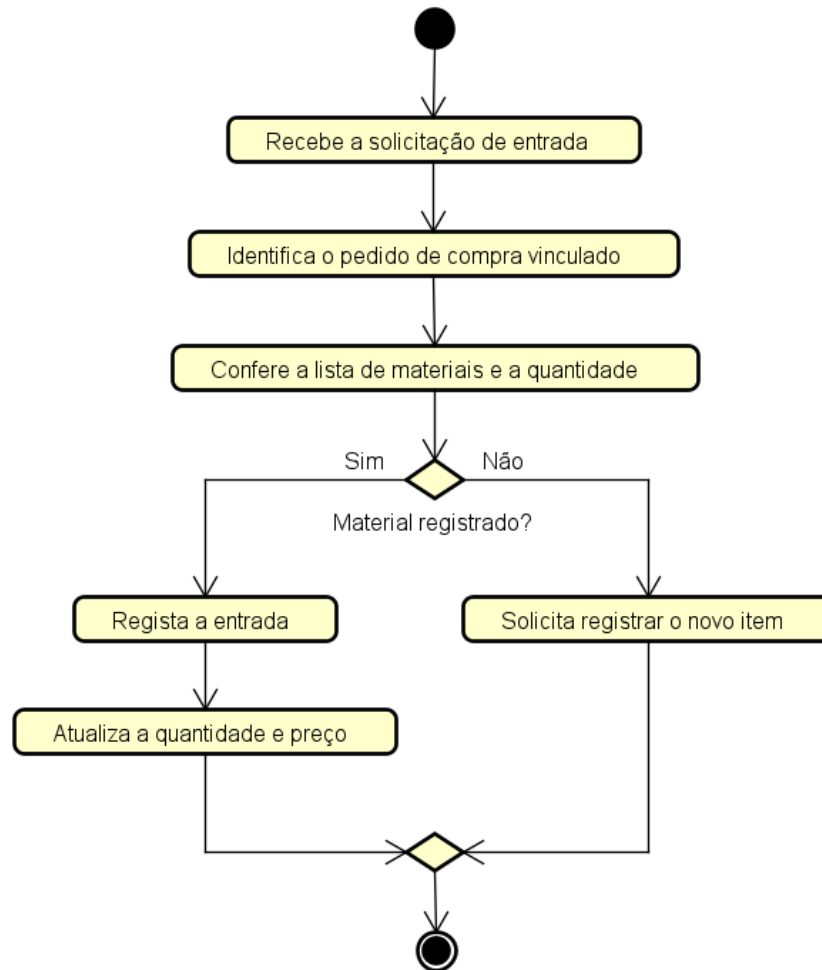 Recebe a solicitação de entrada
Identifica o pedido de compra vinculado
Confere a lista de materiais e a quantidade
Sim
Não
Material registrado?
Regista a entrada
Solicita registrar o novo item
Atualiza a quantidade e preço